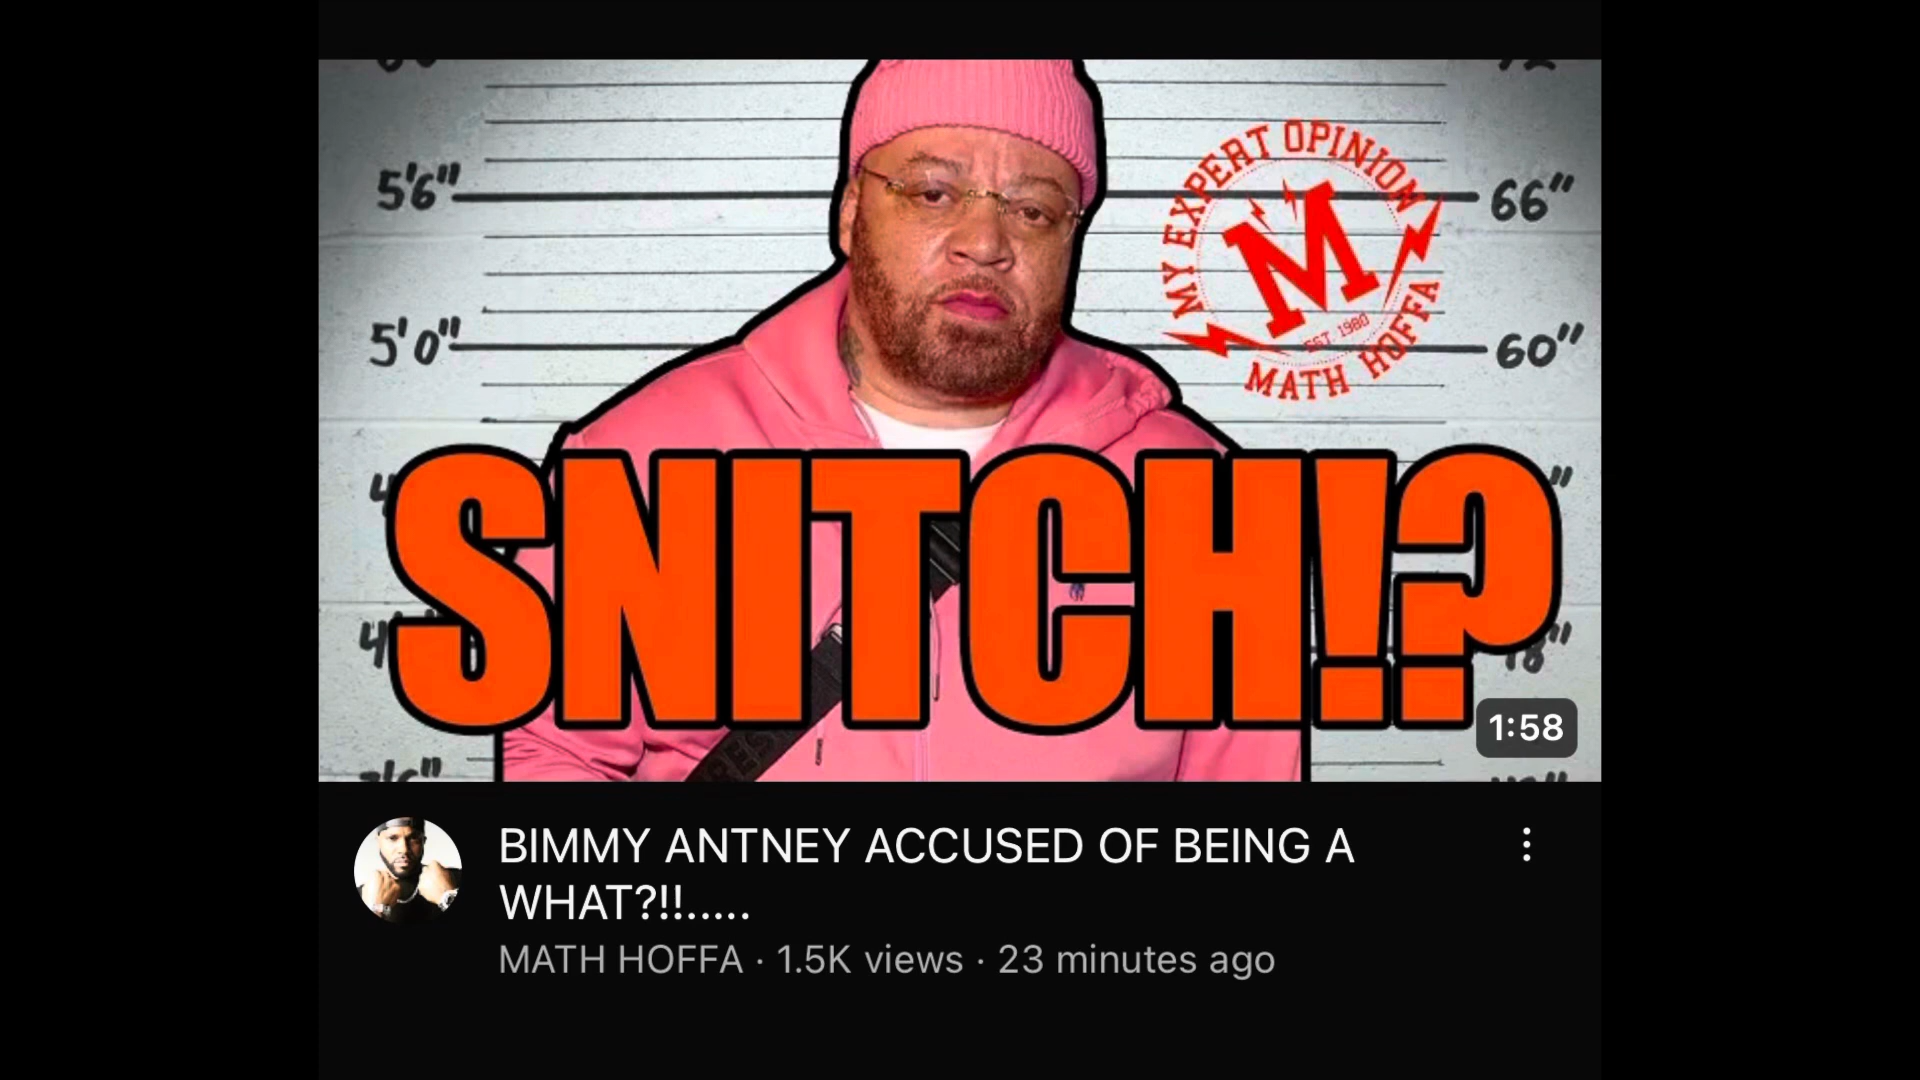 5'6"
66"
MY EXPERT OPINION
M
EST. 1980
MATH HOFFA
5'0"
60"
SNITCH!?
1:58
BIMMY ANTNEY ACCUSED OF BEING A
WHAT?!!.....
MATH HOFFA · 1.5K views · 23 minutes ago